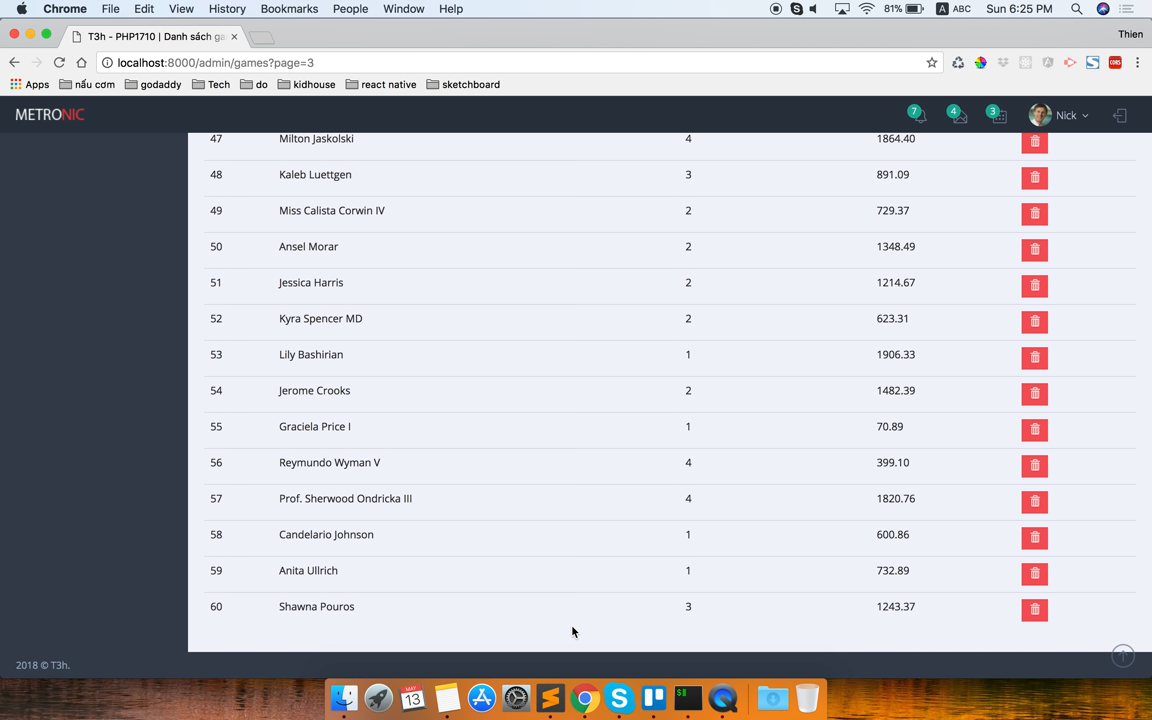 Chrome File Edit View History Bookmarks People Window Help 81% A ABC Sun 6:25 PM
T3h - PHP1710 | Danh sách ga × Thien
localhost:8000/admin/games?page=3 CORS
Apps nấu cơm godaddy Tech do kidhouse react native sketchboard
METRONIC 7 4 3 Nick
47 Milton Jaskolski 4 1864.40
48 Kaleb Luettgen 3 891.09
49 Miss Calista Corwin IV 2 729.37
50 Ansel Morar 2 1348.49
51 Jessica Harris 2 1214.67
52 Kyra Spencer MD 2 623.31
53 Lily Bashirian 1 1906.33
54 Jerome Crooks 2 1482.39
55 Graciela Price I 1 70.89
56 Reymundo Wyman V 4 399.10
57 Prof. Sherwood Ondricka III 4 1820.76
58 Candelario Johnson 1 600.86
59 Anita Ullrich 1 732.89
60 Shawna Pouros 3 1243.37
2018 © T3h.
MAY
13